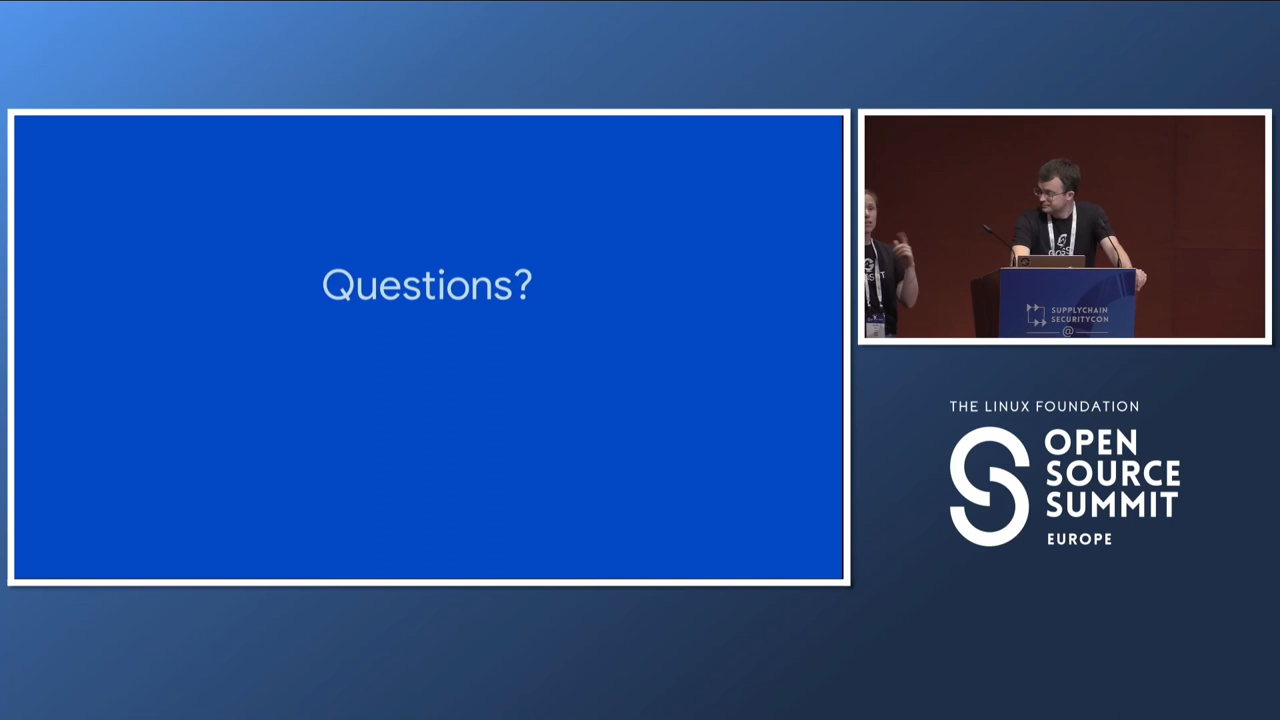 Questions?
SUPPLYCHAIN
SECURITYCON
@
THE LINUX FOUNDATION
OPEN
SOURCE
SUMMIT
EUROPE